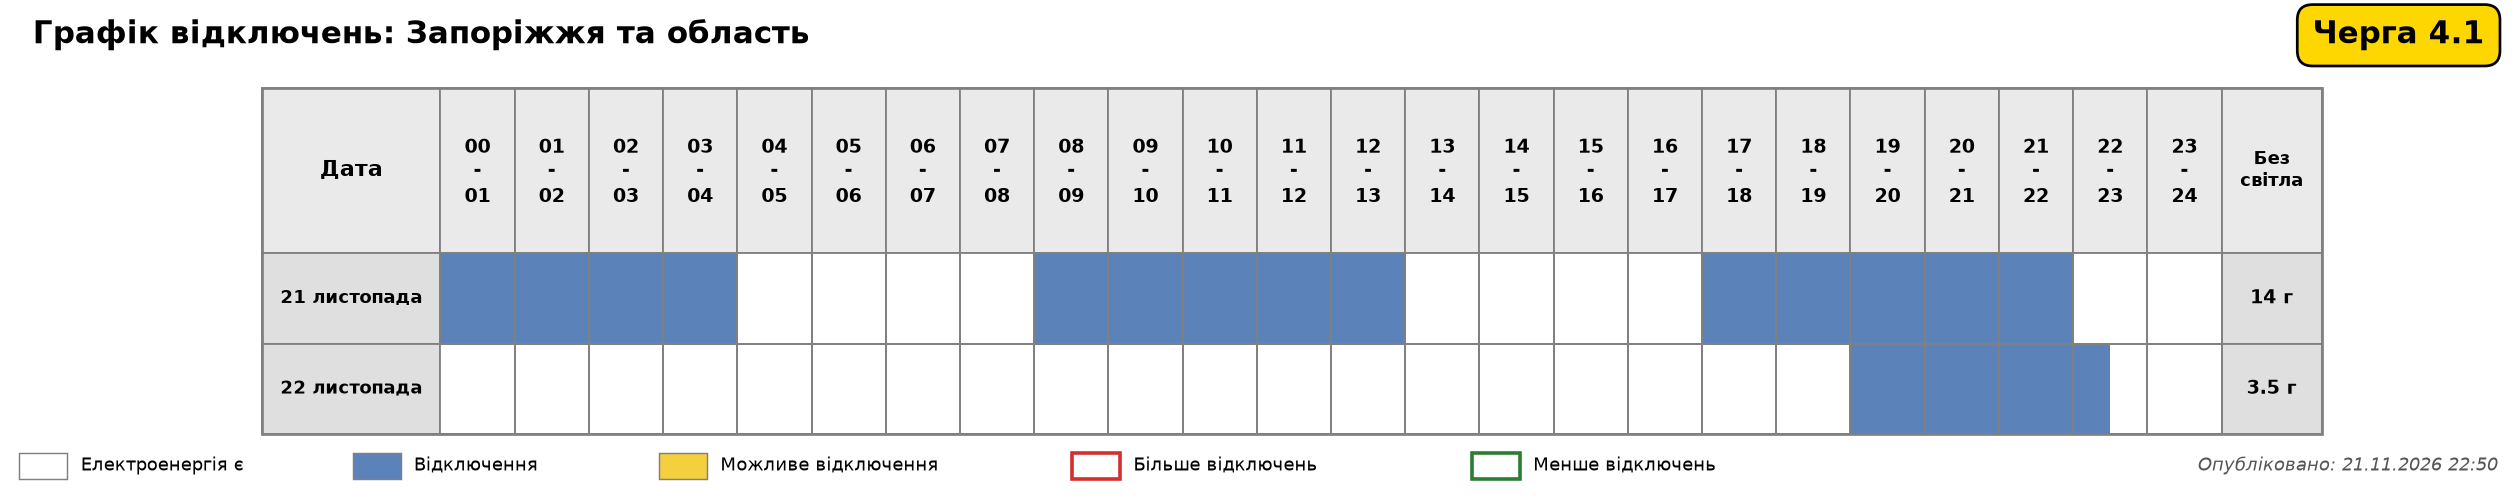 Графік відключень: Запоріжжя та область
Черга 4.1
Дата
00 - 01
01 - 02
02 - 03
03 - 04
04 - 05
05 - 06
06 - 07
07 - 08
08 - 09
09 - 10
10 - 11
11 - 12
12 - 13
13 - 14
14 - 15
15 - 16
16 - 17
17 - 18
18 - 19
19 - 20
20 - 21
21 - 22
22 - 23
23 - 24
Без
світла
21 листопада
14 г
22 листопада
3.5 г
Електроенергія є
Відключення
Можливе відключення
Більше відключень
Менше відключень
Опубліковано: 21.11.2026 22:50